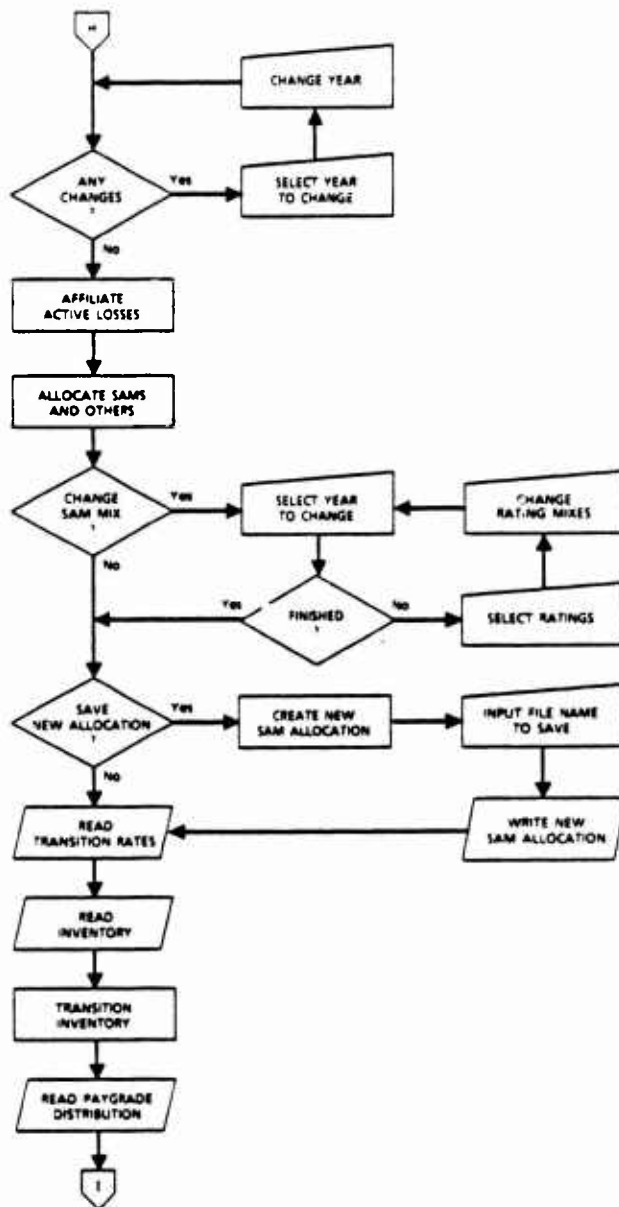 H
CHANGE YEAR
ANY
CHANGES
?
Yes
SELECT YEAR
TO CHANGE
No
AFFILIATE
ACTIVE LOSSES
ALLOCATE SAMS
AND OTHERS
CHANGE
SAM MIX
?
Yes
SELECT YEAR
TO CHANGE
CHANGE
RATING MIXES
No
Yes
FINISHED
?
No
SELECT RATINGS
SAVE
NEW ALLOCATION
?
Yes
CREATE NEW
SAM ALLOCATION
INPUT FILE NAME
TO SAVE
No
READ
TRANSITION RATES
WRITE NEW
SAM ALLOCATION
READ
INVENTORY
TRANSITION
INVENTORY
READ PAYGRADE
DISTRIBUTION
I